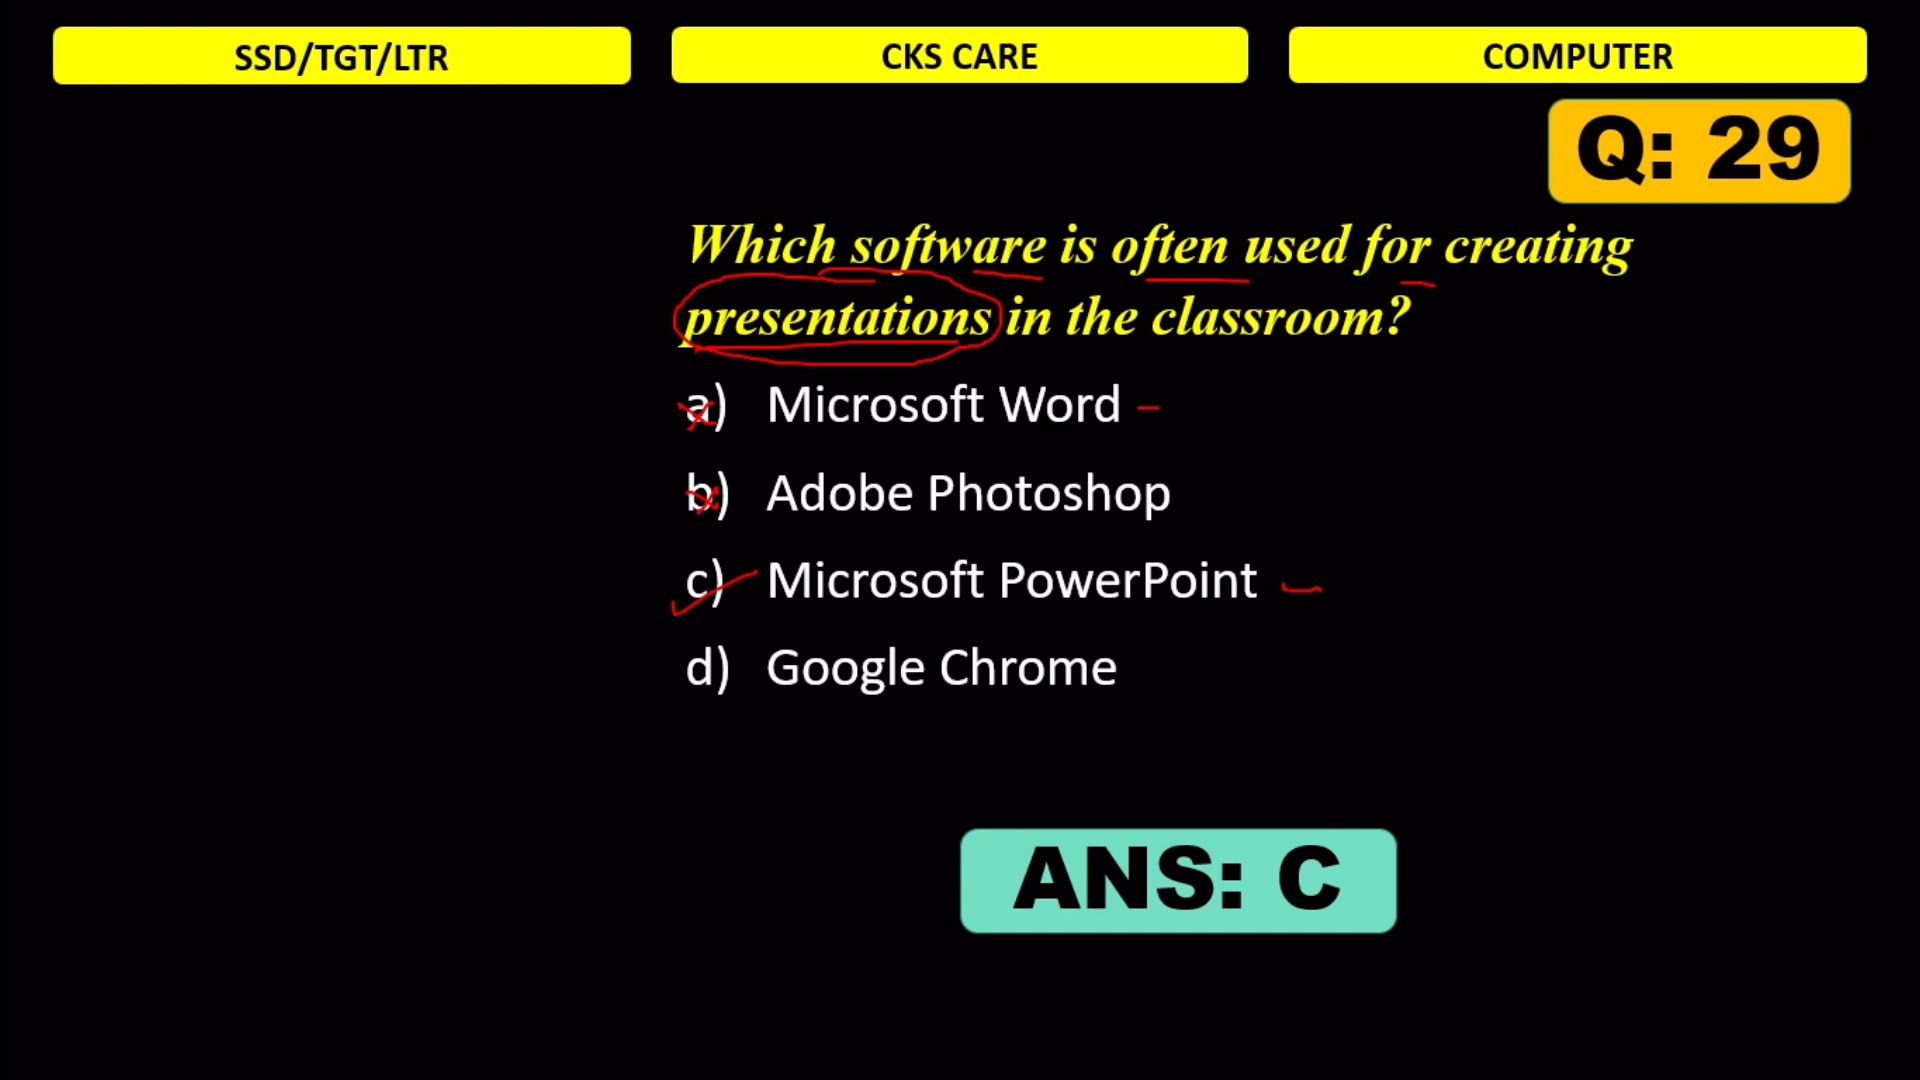 SSD/TGT/LTR
CKS CARE
COMPUTER
Q: 29
Which software is often used for creating
presentations in the classroom?
a) Microsoft Word
b) Adobe Photoshop
c) Microsoft PowerPoint
d) Google Chrome
ANS: C